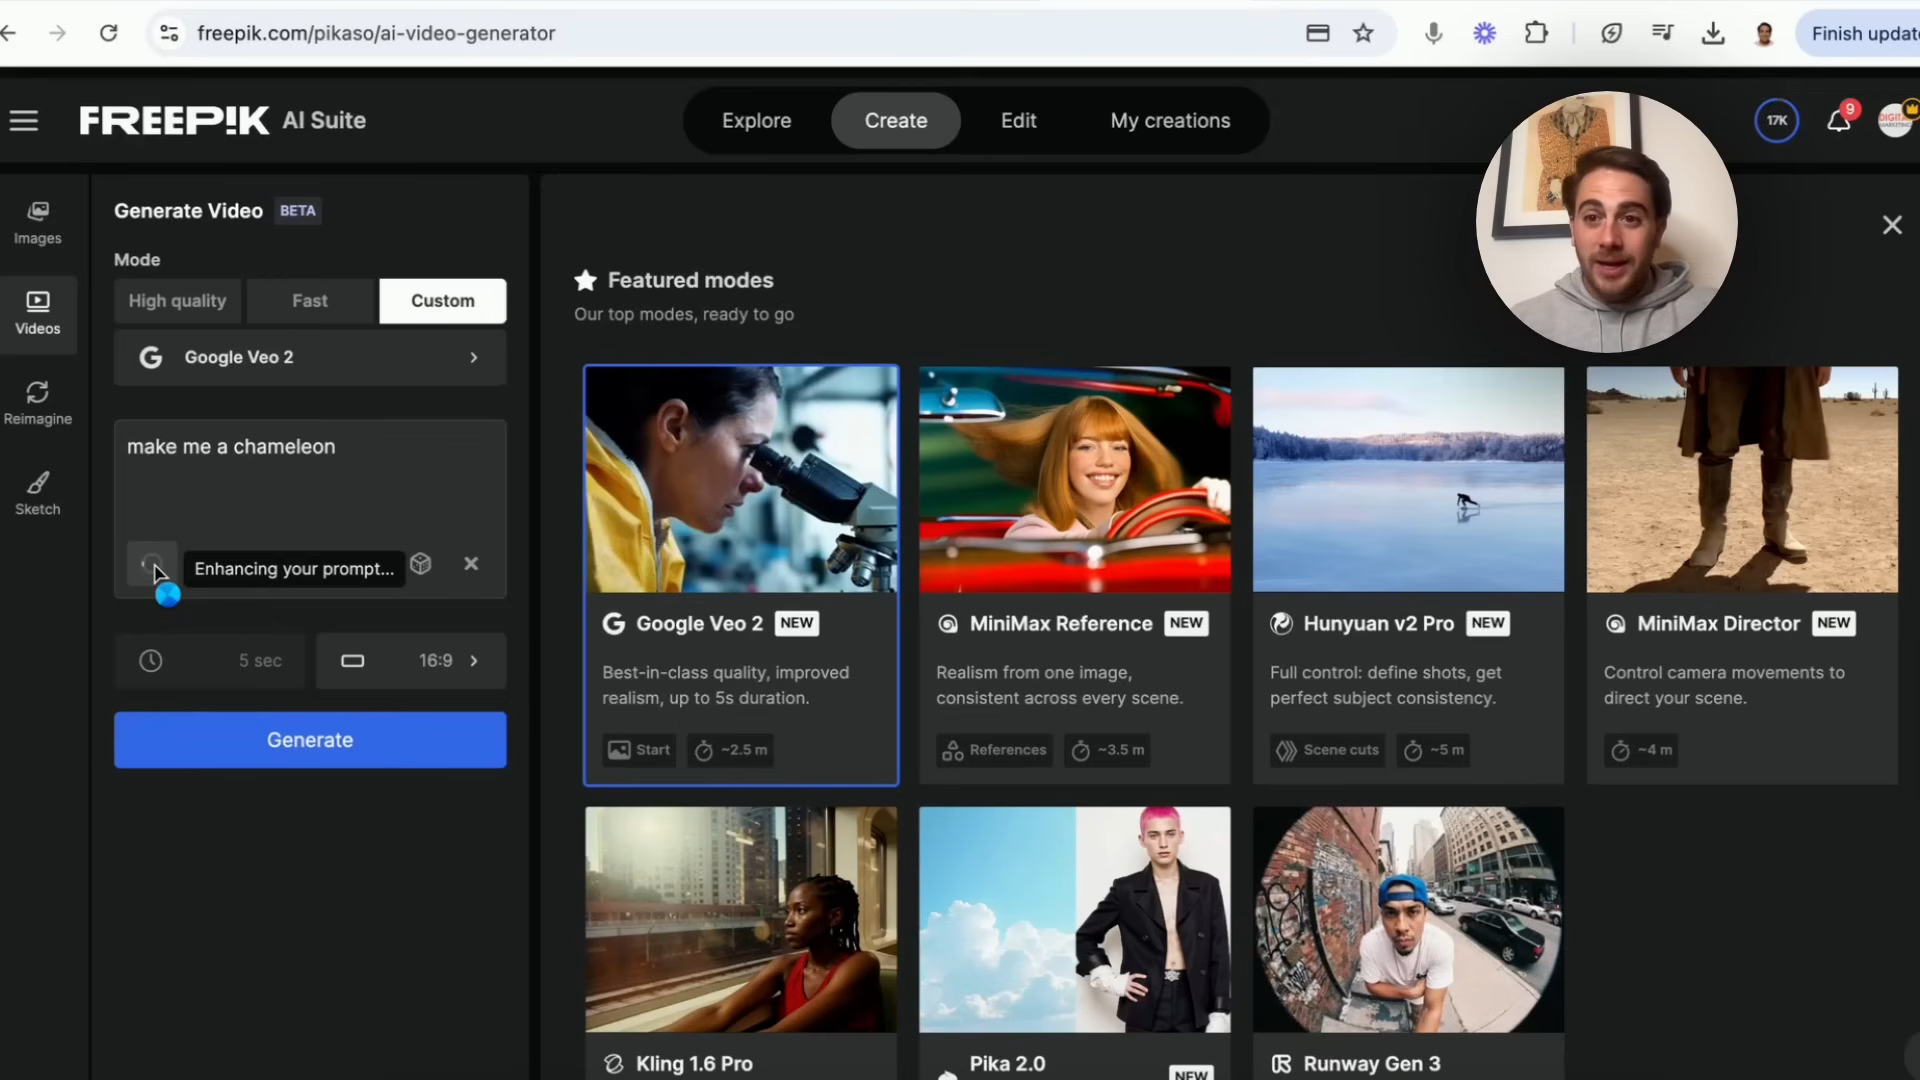 freepik.com/pikaso/ai-video-generator
Finish update
FREEP!K AI Suite
Explore
Create
Edit
My creations
17K
9
DIGITAL
MARKETING
Images
Videos
Reimagine
Sketch
Generate Video BETA
Mode
High quality
Fast
Custom
Google Veo 2
make me a chameleon
Enhancing your prompt...
5 sec
16:9
Generate
Featured modes
Our top modes, ready to go
Google Veo 2 NEW
Best-in-class quality, improved
realism, up to 5s duration.
Start
~2.5 m
MiniMax Reference NEW
Realism from one image,
consistent across every scene.
References
~3.5 m
Hunyuan v2 Pro NEW
Full control: define shots, get
perfect subject consistency.
Scene cuts
~5 m
MiniMax Director NEW
Control camera movements to
direct your scene.
~4 m
Kling 1.6 Pro
Pika 2.0
NEW
Runway Gen 3